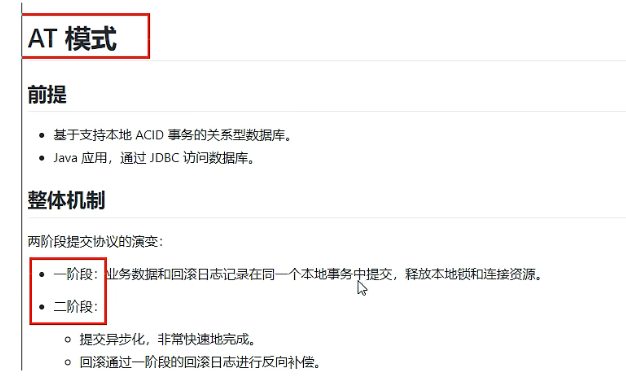 AT 模式
前提
基于支持本地 ACID 事务的关系型数据库。
Java 应用，通过 JDBC 访问数据库。
整体机制
两阶段提交协议的演变：
一阶段：业务数据和回滚日志记录在同一个本地事务中提交，释放本地锁和连接资源。
二阶段：
提交异步化，非常快速地完成。
回滚通过一阶段的回滚日志进行反向补偿。